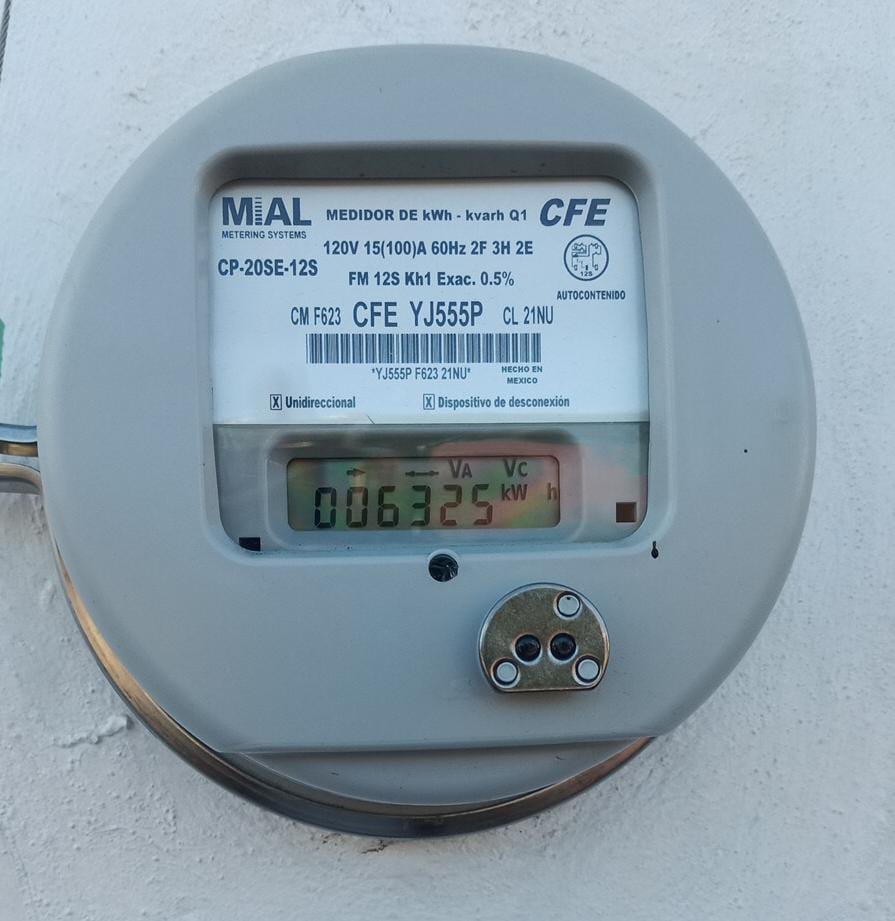 MIAL MEDIDOR DE kWh - kvarh Q1 CFE
METERING SYSTEMS
120V 15(100)A 60Hz 2F 3H 2E
CP-20SE-12S
FM 12S Kh1 Exac. 0.5%
12S
AUTOCONTENIDO
CM F623 CFE YJ555P CL 21NU
*YJ555P F623 21NU*
HECHO EN
MEXICO
X Unidireccional X Dispositivo de desconexión
VA VC
006325 kW h